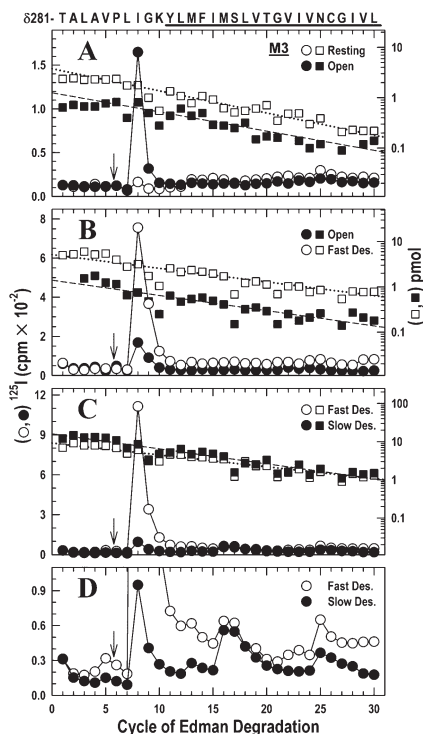 δ281- T A L A V P L I G K Y L M F I M S L V T G V I V N C G I V L
A
M3
○ □ Resting
● ■ Open
1.5
1.0
0.5
0.0
10
1
0.1
B
● ■ Open
○ □ Fast Des.
8
6
4
2
0
10
1
0.1
C
○ □ Fast Des.
● ■ Slow Des.
12
9
6
3
0
100
10
1
0.1
D
○ Fast Des.
● Slow Des.
0.9
0.6
0.3
0.0
0 5 10 15 20 25 30
(○, ●) ¹²⁵I (cpm × 10⁻²)
(□, ■) pmol
Cycle of Edman Degradation